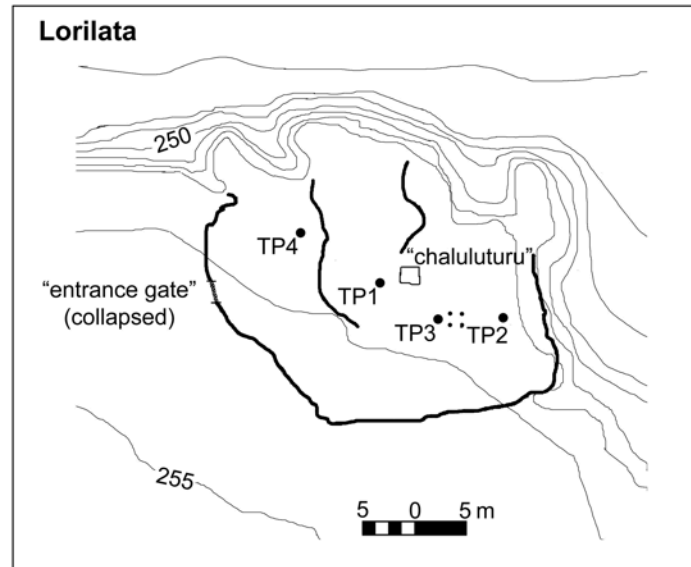 Lorilata
250
TP4
"chaluluturu"
"entrance gate"
(collapsed)
TP1
TP3
TP2
255
5 0 5 m